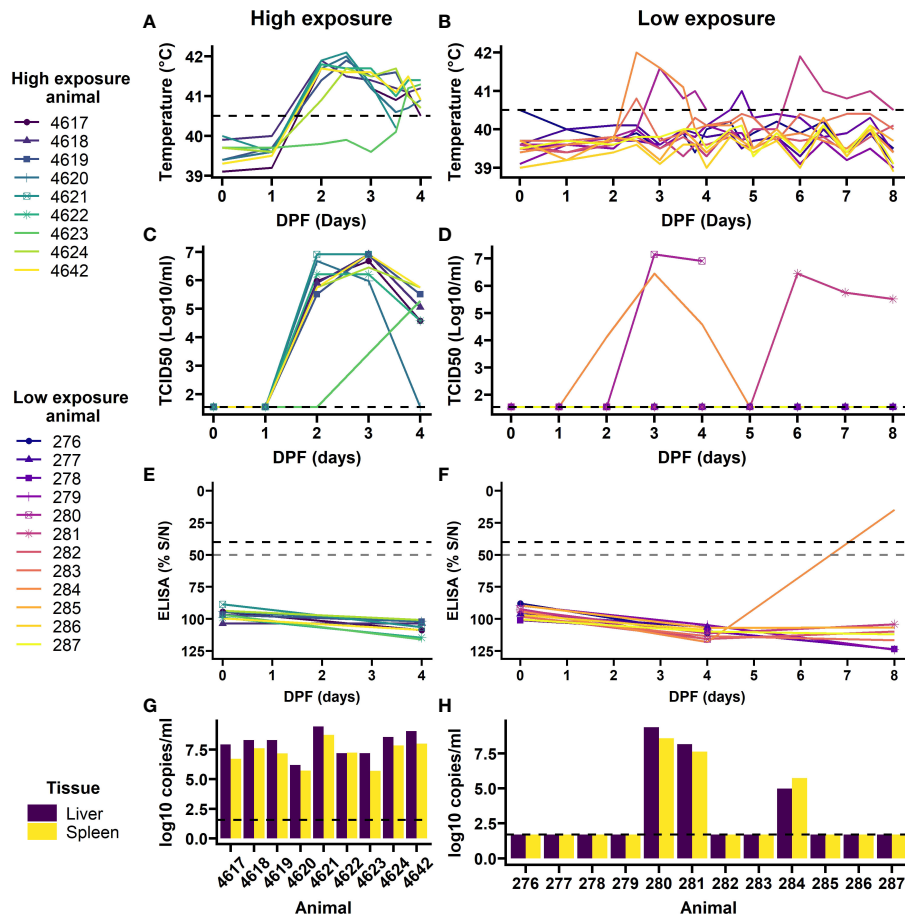 High exposure
Low exposure
High exposure
animal
4617
4618
4619
4620
4621
4622
4623
4624
4642
Low exposure
animal
276
277
278
279
280
281
282
283
284
285
286
287
Tissue
Liver
Spleen
A
Temperature (°C)
42
41
40
39
0 1 2 3 4
DPF (Days)
B
Temperature (°C)
42
41
40
39
0 1 2 3 4 5 6 7 8
DPF (Days)
C
TCID50 (Log10/ml)
7
6
5
4
3
2
0 1 2 3 4
DPF (days)
D
TCID50 (Log10/ml)
7
6
5
4
3
2
0 1 2 3 4 5 6 7 8
DPF (days)
E
ELISA (% S/N)
0
50
75
100
125
0 1 2 3 4
DPF (days)
F
ELISA (% S/N)
0
25
50
75
100
125
0 1 2 3 4 5 6 7 8
DPF (days)
G
log10 copies/ml
7.5
5.0
2.5
0.0
4617 4618 4619 4620 4621 4622 4623 4624 4642
Animal
H
log10 copies/ml
7.5
5.0
2.5
0.0
276 277 278 279 280 281 282 283 284 285 286 287
Animal